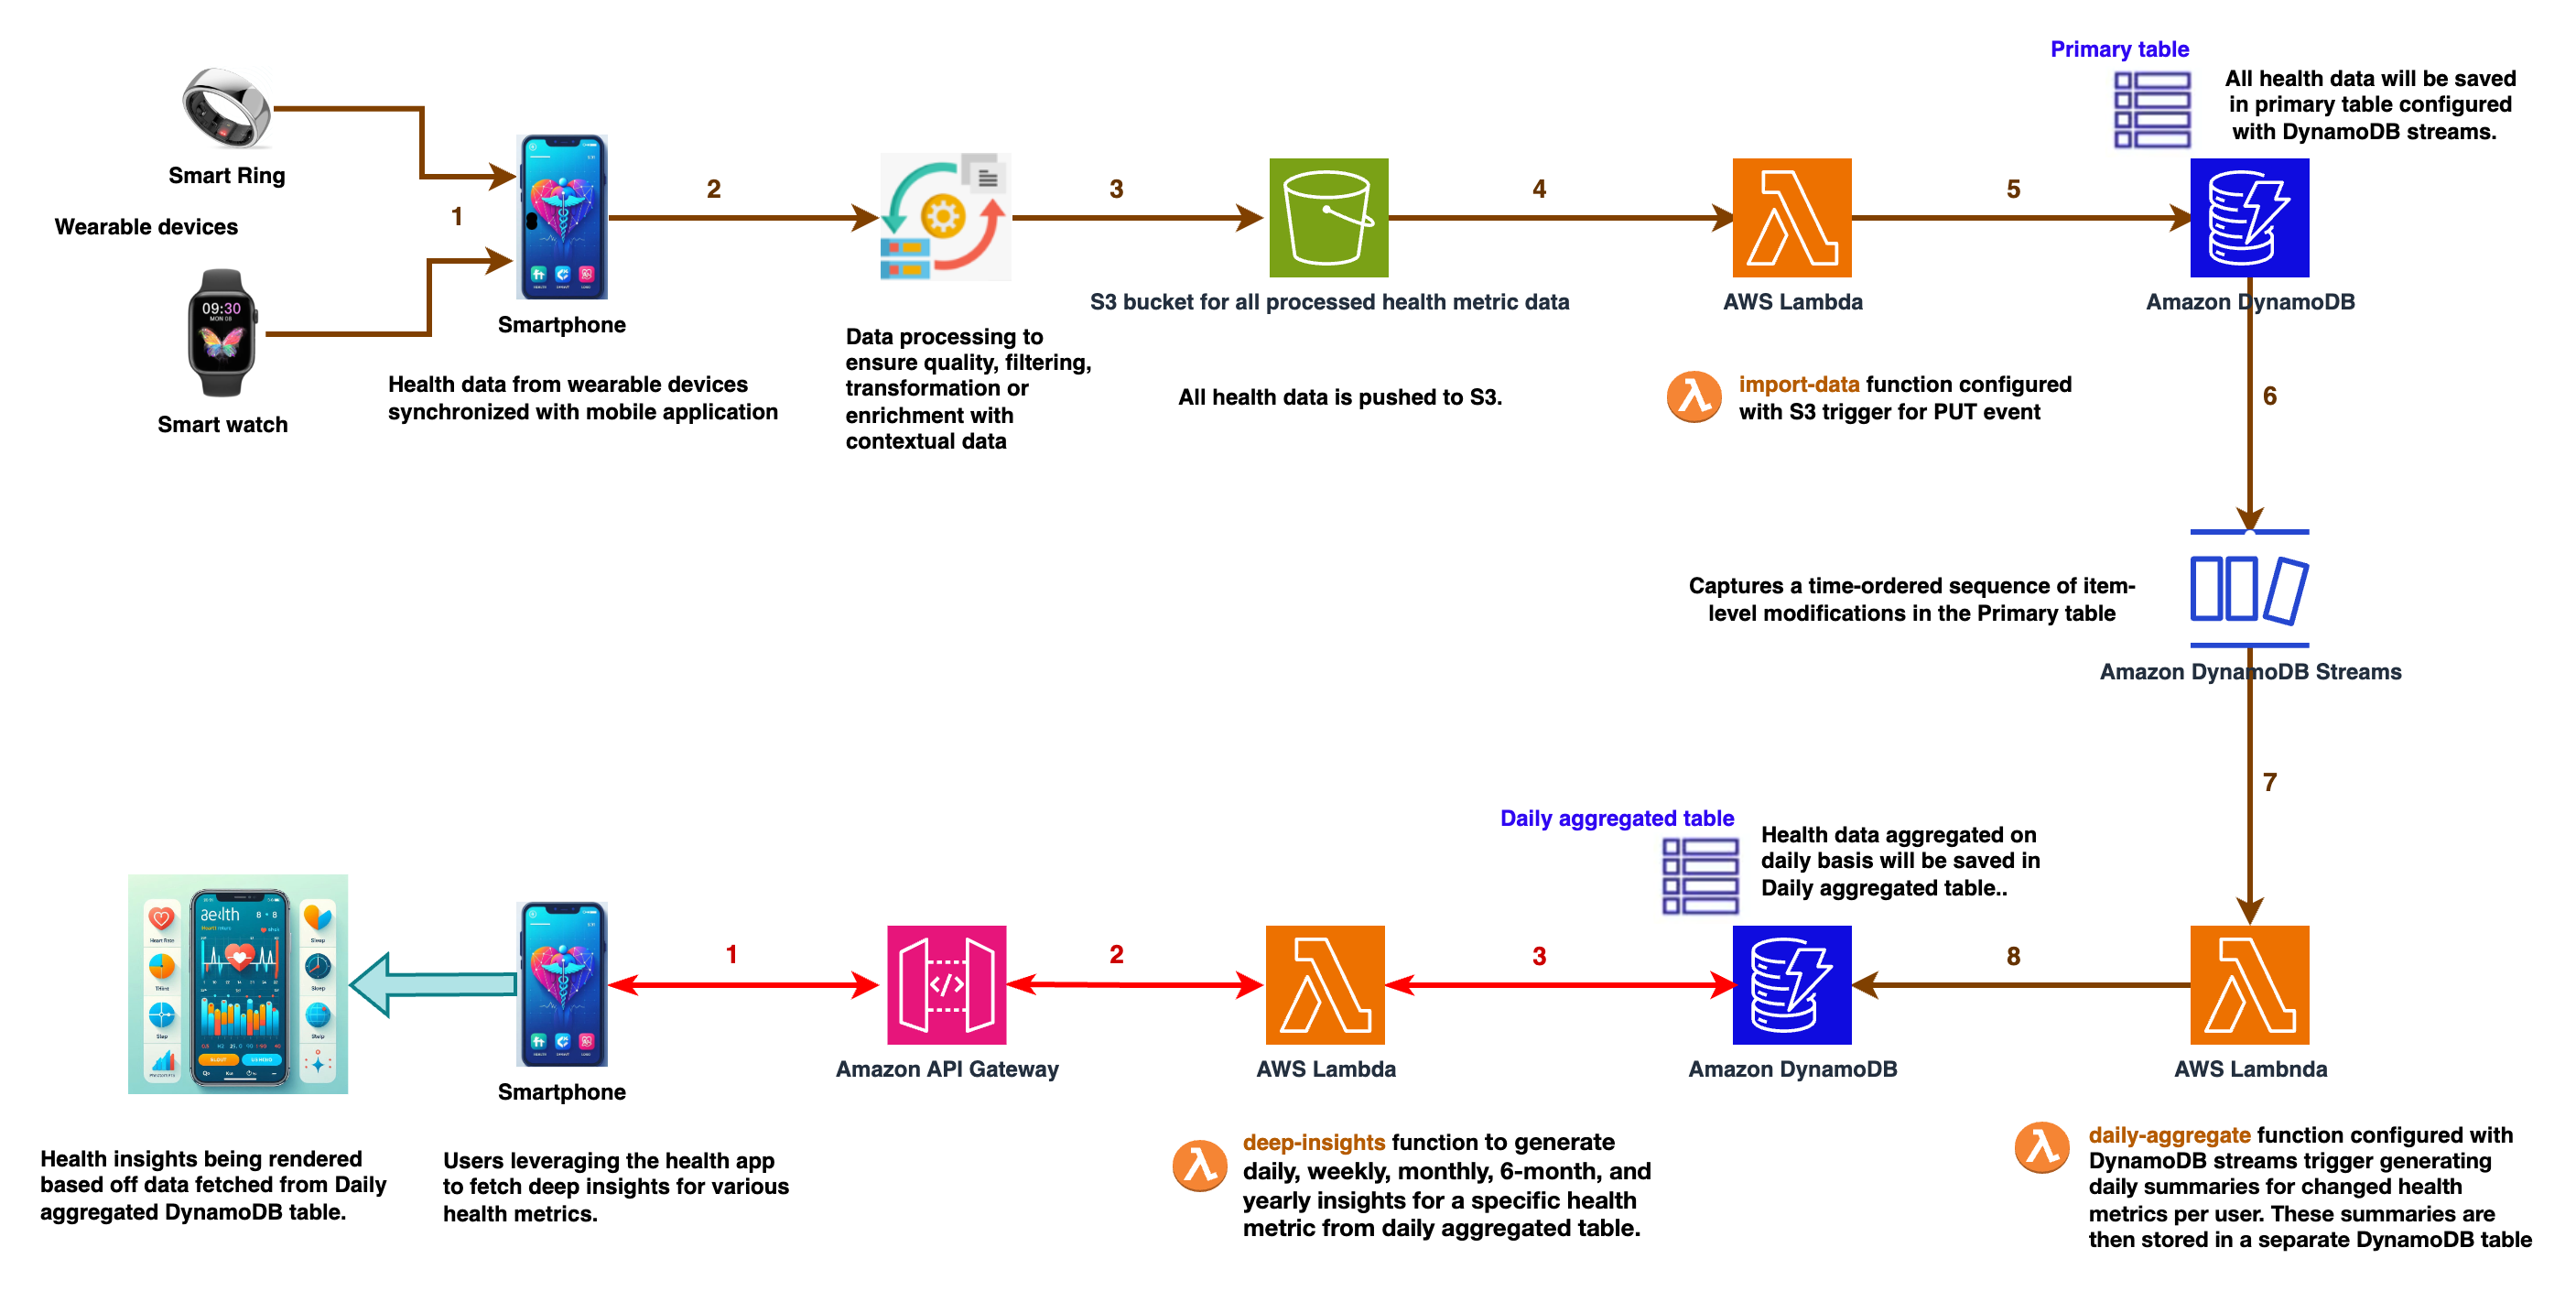 Primary table
All health data will be saved
in primary table configured
with DynamoDB streams.
Smart Ring
Wearable devices
1
09:30
MON 08
Smart watch
Smartphone
Health data from wearable devices
synchronized with mobile application
2
Data processing to
ensure quality, filtering,
transformation or
enrichment with
contextual data
3
S3 bucket for all processed health metric data
All health data is pushed to S3.
4
AWS Lambda
import-data function configured
with S3 trigger for PUT event
5
Amazon DynamoDB
6
Captures a time-ordered sequence of item-
level modifications in the Primary table
Amazon DynamoDB Streams
7
Daily aggregated table
Health data aggregated on
daily basis will be saved in
Daily aggregated table..
Health insights being rendered
based off data fetched from Daily
aggregated DynamoDB table.
Smartphone
Users leveraging the health app
to fetch deep insights for various
health metrics.
1
Amazon API Gateway
2
AWS Lambda
deep-insights function to generate
daily, weekly, monthly, 6-month, and
yearly insights for a specific health
metric from daily aggregated table.
3
Amazon DynamoDB
8
AWS Lambnda
daily-aggregate function configured with
DynamoDB streams trigger generating
daily summaries for changed health
metrics per user. These summaries are
then stored in a separate DynamoDB table